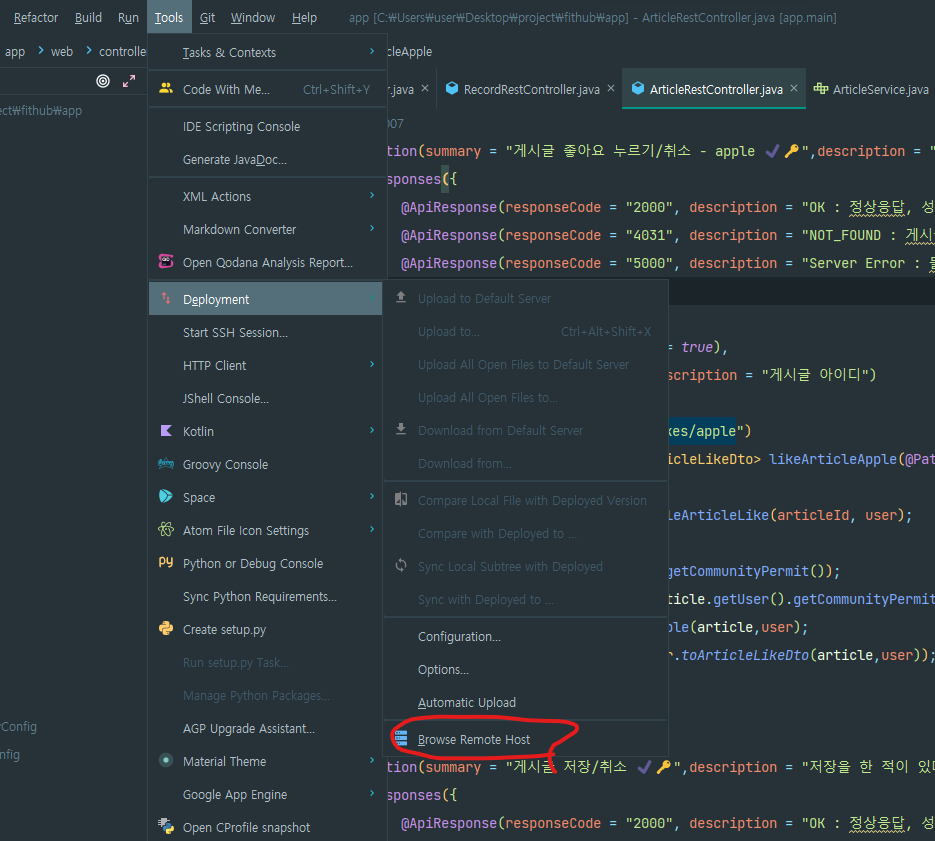 Refactor Build Run Tools Git Window Help app [C:₩Users₩user₩Desktop₩project₩fithub₩app] - ArticleRestController.java [app.main]
app > web > controlle
cleApple
ct₩fithub₩app
r.java × RecordRestController.java × ArticleRestController.java × ArticleService.java
Tasks & Contexts
Code With Me... Ctrl+Shift+Y
IDE Scripting Console
Generate JavaDoc...
XML Actions
Markdown Converter
Open Qodana Analysis Report...
Deployment
Start SSH Session...
HTTP Client
JShell Console...
Kotlin
Groovy Console
Space
Atom File Icon Settings
Python or Debug Console
Sync Python Requirements...
Create setup.py
Run setup.py Task...
Manage Python Packages...
AGP Upgrade Assistant...
Material Theme
Google App Engine
Open CProfile snapshot
Upload to Default Server
Upload to... Ctrl+Alt+Shift+X
Upload All Open Files to Default Server
Upload All Open Files to...
Download from Default Server
Download from...
Compare Local File with Deployed Version
Compare with Deployed to ...
Sync Local Subtree with Deployed
Sync with Deployed to ...
Configuration...
Options...
Automatic Upload
Browse Remote Host
007
tion(summary = "게시글 좋아요 누르기/취소 - apple ✔🔑",description = "
sponses({
@ApiResponse(responseCode = "2000", description = "OK : 정상응답, 성
@ApiResponse(responseCode = "4031", description = "NOT_FOUND : 게시
@ApiResponse(responseCode = "5000", description = "Server Error :
= true),
scription = "게시글 아이디")
kes/apple")
icleLikeDto> likeArticleApple(@Pat
leArticleLike(articleId, user);
getCommunityPermit());
ticle.getUser().getCommunityPermit
ple(article,user);
r.toArticleLikeDto(article,user));
tion(summary = "게시글 저장/취소 ✔🔑",description = "저장을 한 적이 있
sponses({
@ApiResponse(responseCode = "2000", description = "OK : 정상응답, 성
yConfig
nfig